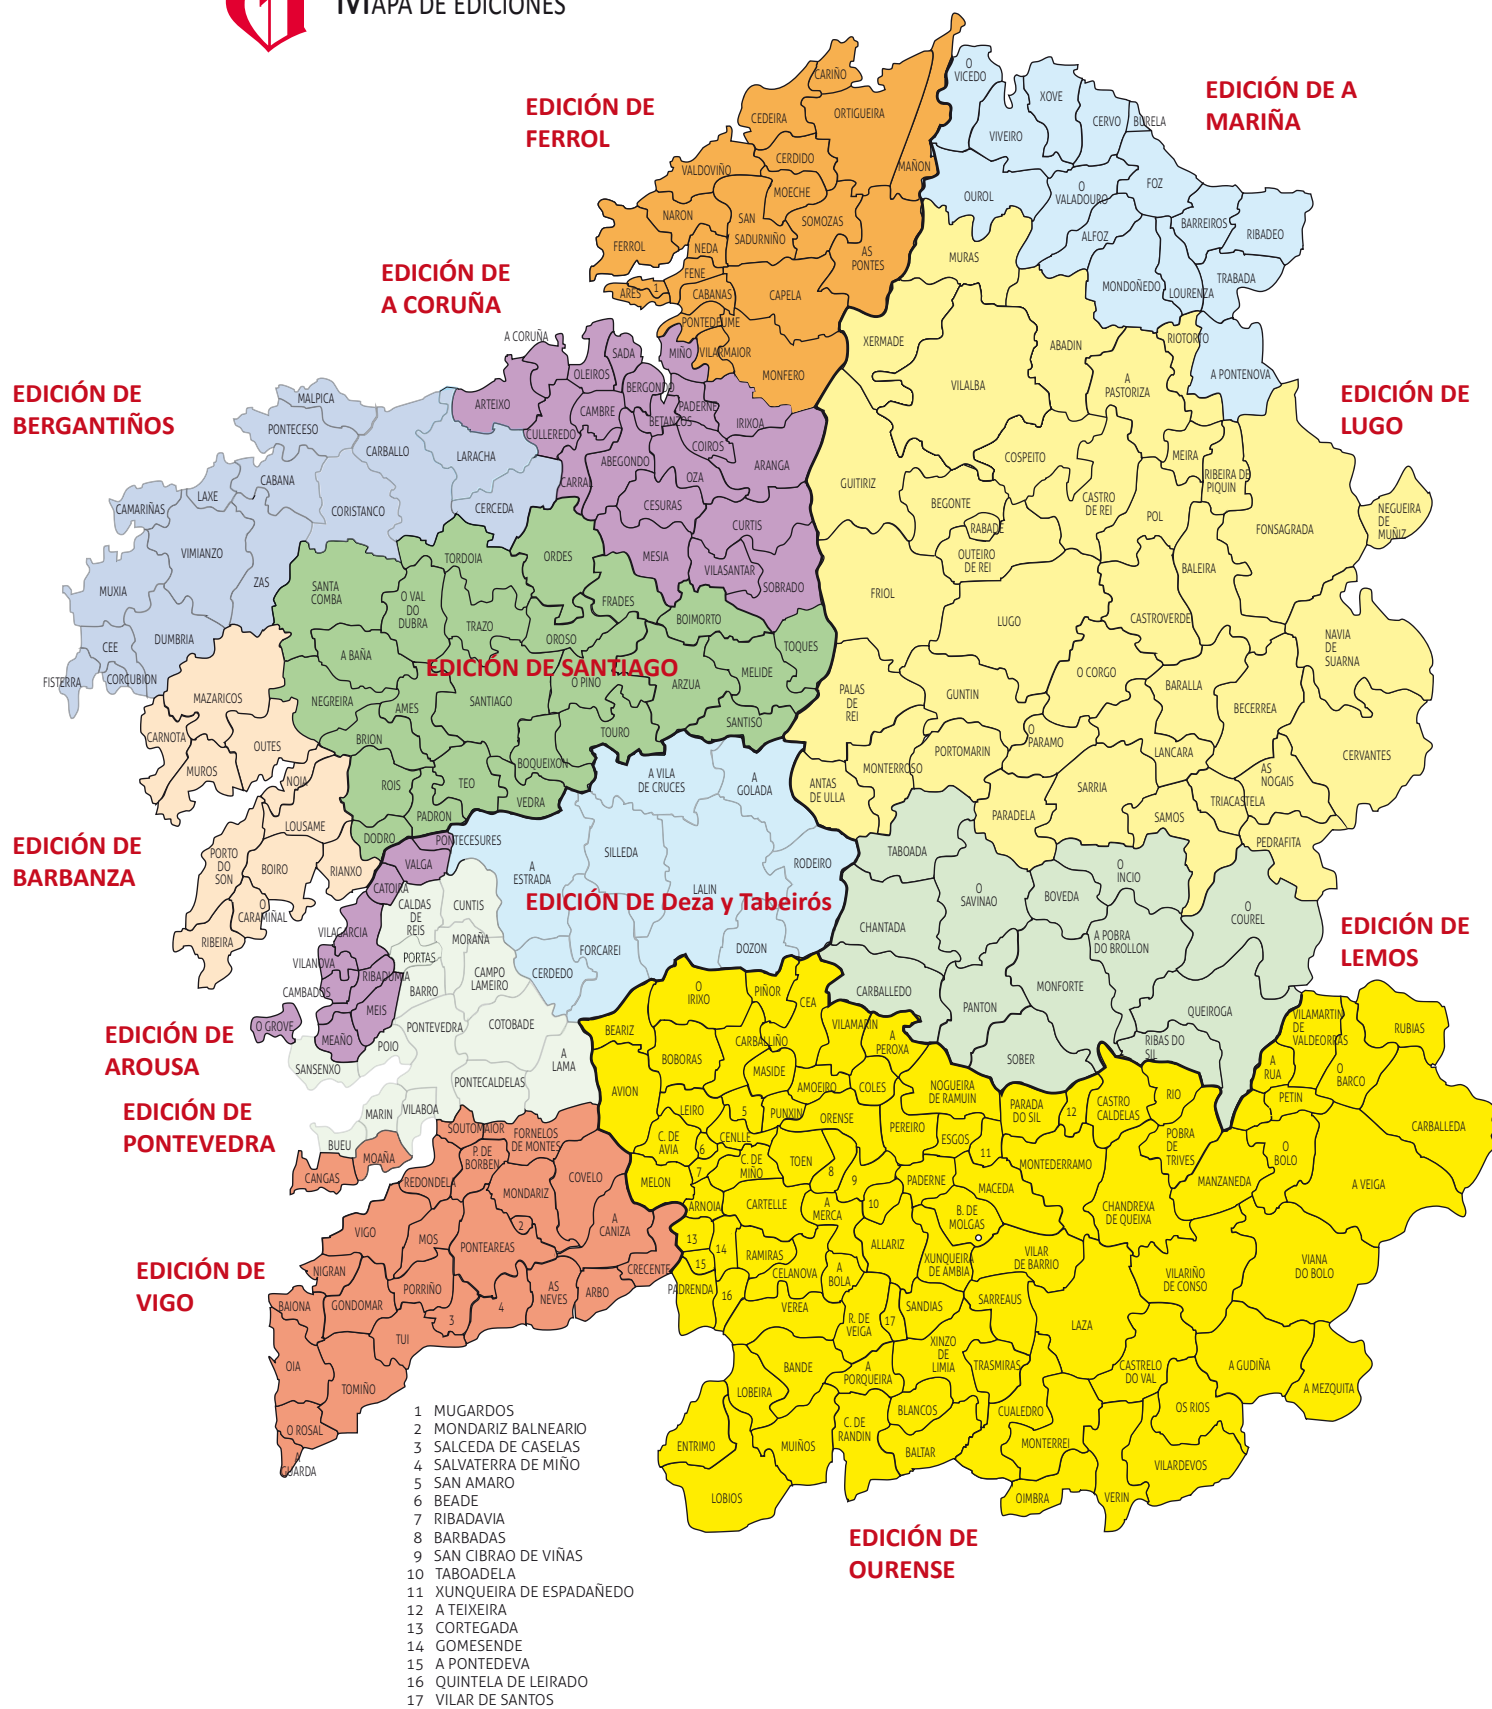 MAPA DE EDICIONES
EDICIÓN DE
FERROL
CARIÑO
CEDEIRA
ORTIGUEIRA
MAÑON
CERDIDO
VALDOVIÑO
MOECHE
NARON
SAN
SADURNIÑO
SOMOZAS
FERROL
NEDA
AS
PONTES
FENE
ARES
1
CABANAS
CAPELA
PONTEDEUME
VILARMAIOR
MONFERO
EDICIÓN DE A
MARIÑA
O
VICEDO
XOVE
VIVEIRO
CERVO
BURELA
OUROL
O
VALADOURO
FOZ
ALFOZ
BARREIROS
RIBADEO
MONDOÑEDO
LOURENZA
TRABADA
A PONTENOVA
EDICIÓN DE
A CORUÑA
A CORUÑA
SADA
MIÑO
OLEIROS
BERGONDO
ARTEIXO
CAMBRE
PADERNE
BETANZOS
IRIXOA
CULLEREDO
COIROS
ABEGONDO
ARANGA
CARRAL
OZA
CESURAS
CURTIS
MESIA
VILASANTAR
SOBRADO
EDICIÓN DE
BERGANTIÑOS
MALPICA
PONTECESO
CARBALLO
LARACHA
CABANA
LAXE
CAMARIÑAS
CORISTANCO
CERCEDA
VIMIANZO
ZAS
MUXIA
DUMBRIA
CEE
CORCUBION
FISTERRA
EDICIÓN DE
LUGO
MURAS
XERMADE
ABADIN
RIOTORTO
VILALBA
A
PASTORIZA
COSPEITO
MEIRA
RIBEIRA DE
PIQUIN
GUITIRIZ
BEGONTE
CASTRO
DE REI
POL
FONSAGRADA
NEGUEIRA
DE
MUÑIZ
RABADE
OUTEIRO
DE REI
BALEIRA
FRIOL
LUGO
CASTROVERDE
NAVIA
DE
SUARNA
O CORGO
BARALLA
PALAS
DE
REI
GUNTIN
BECERREA
O
PARAMO
PORTOMARIN
LANCARA
CERVANTES
MONTERROSO
ANTAS
DE ULLA
SARRIA
AS
NOGAIS
TRIACASTELA
PARADELA
SAMOS
PEDRAFITA
EDICIÓN DE SANTIAGO
TORDOIA
ORDES
SANTA
COMBA
O VAL
DO
DUBRA
TRAZO
FRADES
BOIMORTO
OROSO
TOQUES
A BAÑA
O PINO
ARZUA
MELIDE
NEGREIRA
AMES
SANTIAGO
SANTISO
BRION
TOURO
BOQUEIXON
ROIS
TEO
VEDRA
PADRON
DODRO
EDICIÓN DE
BARBANZA
MAZARICOS
CARNOTA
OUTES
MUROS
NOIA
LOUSAME
PORTO
DO
SON
BOIRO
RIANXO
O
CARAMIÑAL
RIBEIRA
EDICIÓN DE Deza y Tabeirós
A VILA
DE CRUCES
A
GOLADA
SILLEDA
RODEIRO
A
ESTRADA
LALIN
FORCAREI
DOZON
CERDEDO
EDICIÓN DE
LEMOS
TABOADA
O
INCIO
O
SAVINAO
BOVEDA
O
COUREL
CHANTADA
A POBRA
DO BROLLON
CARBALLEDO
PANTON
MONFORTE
QUEIROGA
SOBER
RIBAS DO
SIL
EDICIÓN DE
AROUSA
PONTECESURES
VALGA
CATOIRA
VILAGARCIA
VILANOVA
RIBADUMIA
CAMBADOS
MEIS
O GROVE
MEAÑO
EDICIÓN DE
PONTEVEDRA
CALDAS
DE
REIS
CUNTIS
MORAÑA
PORTAS
CAMPO
LAMEIRO
BARRO
PONTEVEDRA
COTOBADE
POIO
SANSENXO
A
LAMA
PONTECALDELAS
MARIN
VILABOA
BUEU
EDICIÓN DE
VIGO
MOAÑA
CANGAS
SOUTOMAIOR
P. DE
BORBEN
FORNELOS
DE MONTES
REDONDELA
COVELO
MONDARIZ
VIGO
MOS
2
A
CANIZA
PONTEAREAS
NIGRAN
CRECENTE
PORRIÑO
AS
NEVES
ARBO
BAIONA
GONDOMAR
3
4
TUI
OIA
TOMIÑO
O ROSAL
A
GUARDA
EDICIÓN DE
OURENSE
O
IRIXO
PIÑOR
CEA
VILAMARIN
BEARIZ
CARBALLIÑO
A
PEROXA
BOBORAS
MASIDE
AMOEIRO
COLES
NOGUEIRA
DE RAMUIN
AVION
LEIRO
5
PUNXIN
ORENSE
PEREIRO
PARADA
DO SIL
12
CASTRO
CALDELAS
RIO
VILAMARTIN
DE
VALDEORRAS
RUBIAS
A
RUA
O
BARCO
PETIN
CARBALLEDA
C. DE
AVIA
CENLLE
6
ESGOS
11
POBRA
DE
TRIVES
O
BOLO
MELON
7
C. DE
MIÑO
TOEN
8
9
PADERNE
MACEDA
MONTEDERRAMO
MANZANEDA
A VEIGA
ARNOIA
CARTELLE
A
MERCA
10
B. DE
MOLGAS
CHANDREXA
DE QUEIXA
13
14
15
RAMIRAS
ALLARIZ
XUNQUEIRA
DE AMBIA
VILAR
DE BARRIO
VIANA
DO BOLO
PADRENDA
16
CELANOVA
A
BOLA
VILARIÑO
DE CONSO
VEREA
R. DE
VEIGA
17
SANDIAS
SARREAUS
LAZA
XINZO
DE
LIMIA
TRASMIRAS
BANDE
A
PORQUEIRA
CASTRELO
DO VAL
A GUDIÑA
A MEZQUITA
LOBEIRA
BLANCOS
CUALEDRO
OS RIOS
ENTRIMO
MUIÑOS
C. DE
RANDIN
BALTAR
MONTERREI
VILARDEVOS
LOBIOS
OIMBRA
VERIN
1 MUGARDOS
2 MONDARIZ BALNEARIO
3 SALCEDA DE CASELAS
4 SALVATERRA DE MIÑO
5 SAN AMARO
6 BEADE
7 RIBADAVIA
8 BARBADAS
9 SAN CIBRAO DE VIÑAS
10 TABOADELA
11 XUNQUEIRA DE ESPADAÑEDO
12 A TEIXEIRA
13 CORTEGADA
14 GOMESENDE
15 A PONTEDEVA
16 QUINTELA DE LEIRADO
17 VILAR DE SANTOS